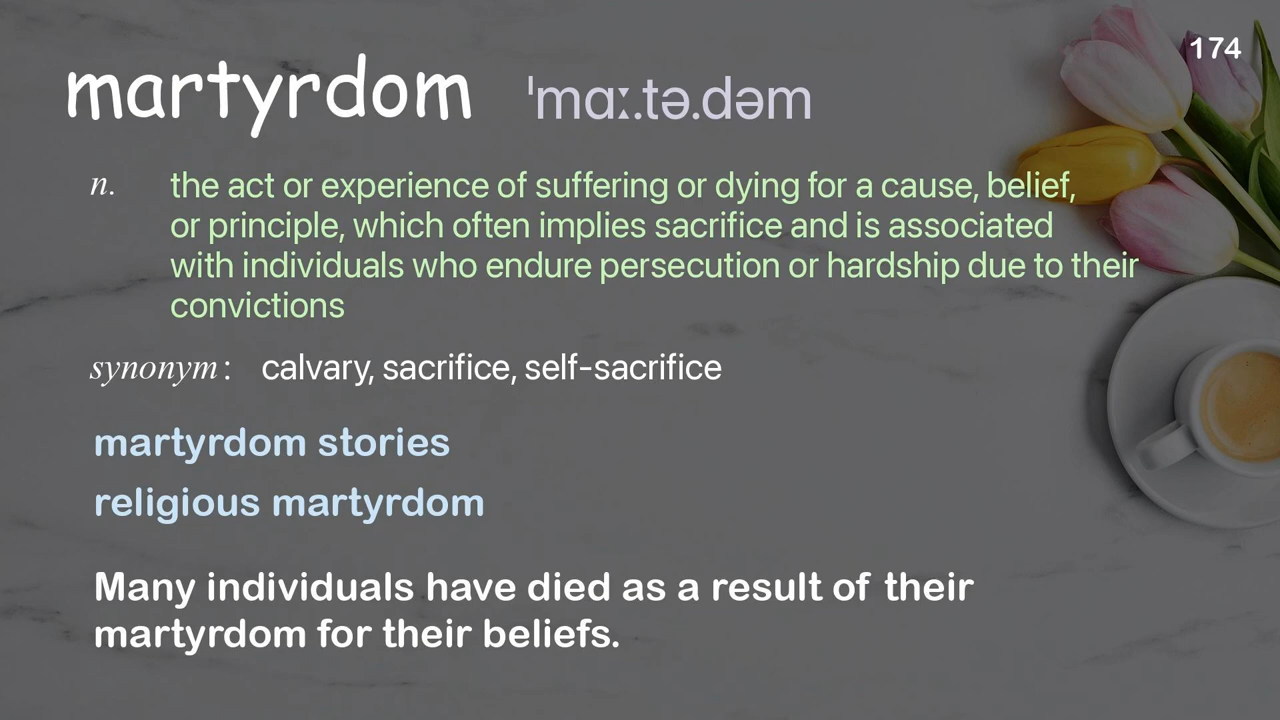 174
martyrdom ˈmɑː.tə.dəm
n. the act or experience of suffering or dying for a cause, belief,
or principle, which often implies sacrifice and is associated
with individuals who endure persecution or hardship due to their
convictions
synonym: calvary, sacrifice, self-sacrifice
martyrdom stories
religious martyrdom
Many individuals have died as a result of their
martyrdom for their beliefs.